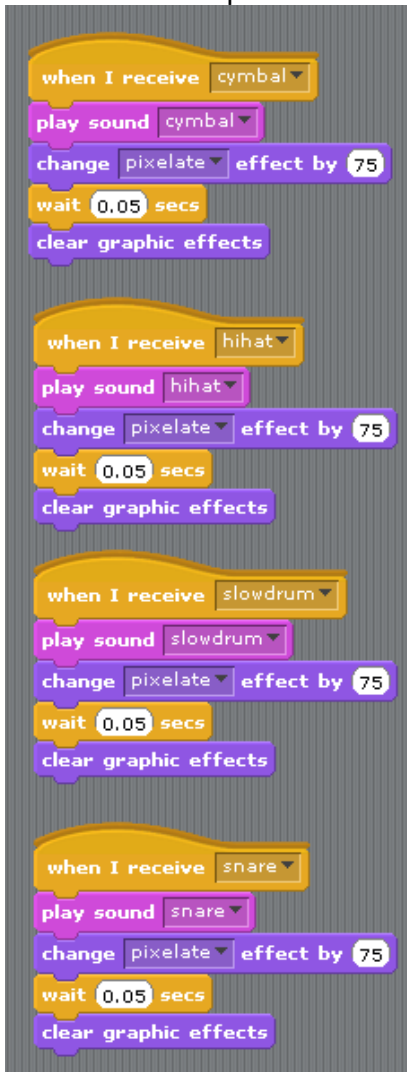 when I receive cymbal
play sound cymbal
change pixelate effect by 75
wait 0.05 secs
clear graphic effects
when I receive hihat
play sound hihat
change pixelate effect by 75
wait 0.05 secs
clear graphic effects
when I receive slowdrum
play sound slowdrum
change pixelate effect by 75
wait 0.05 secs
clear graphic effects
when I receive snare
play sound snare
change pixelate effect by 75
wait 0.05 secs
clear graphic effects